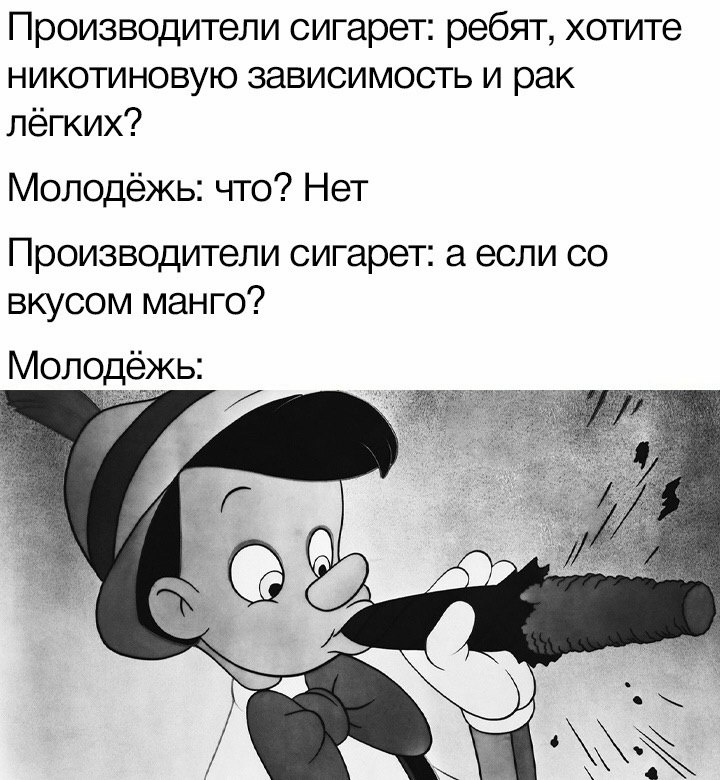 Производители сигарет: ребят, хотите
никотиновую зависимость и рак
лёгких?
Молодёжь: что? Нет
Производители сигарет: а если со
вкусом манго?
Молодёжь: